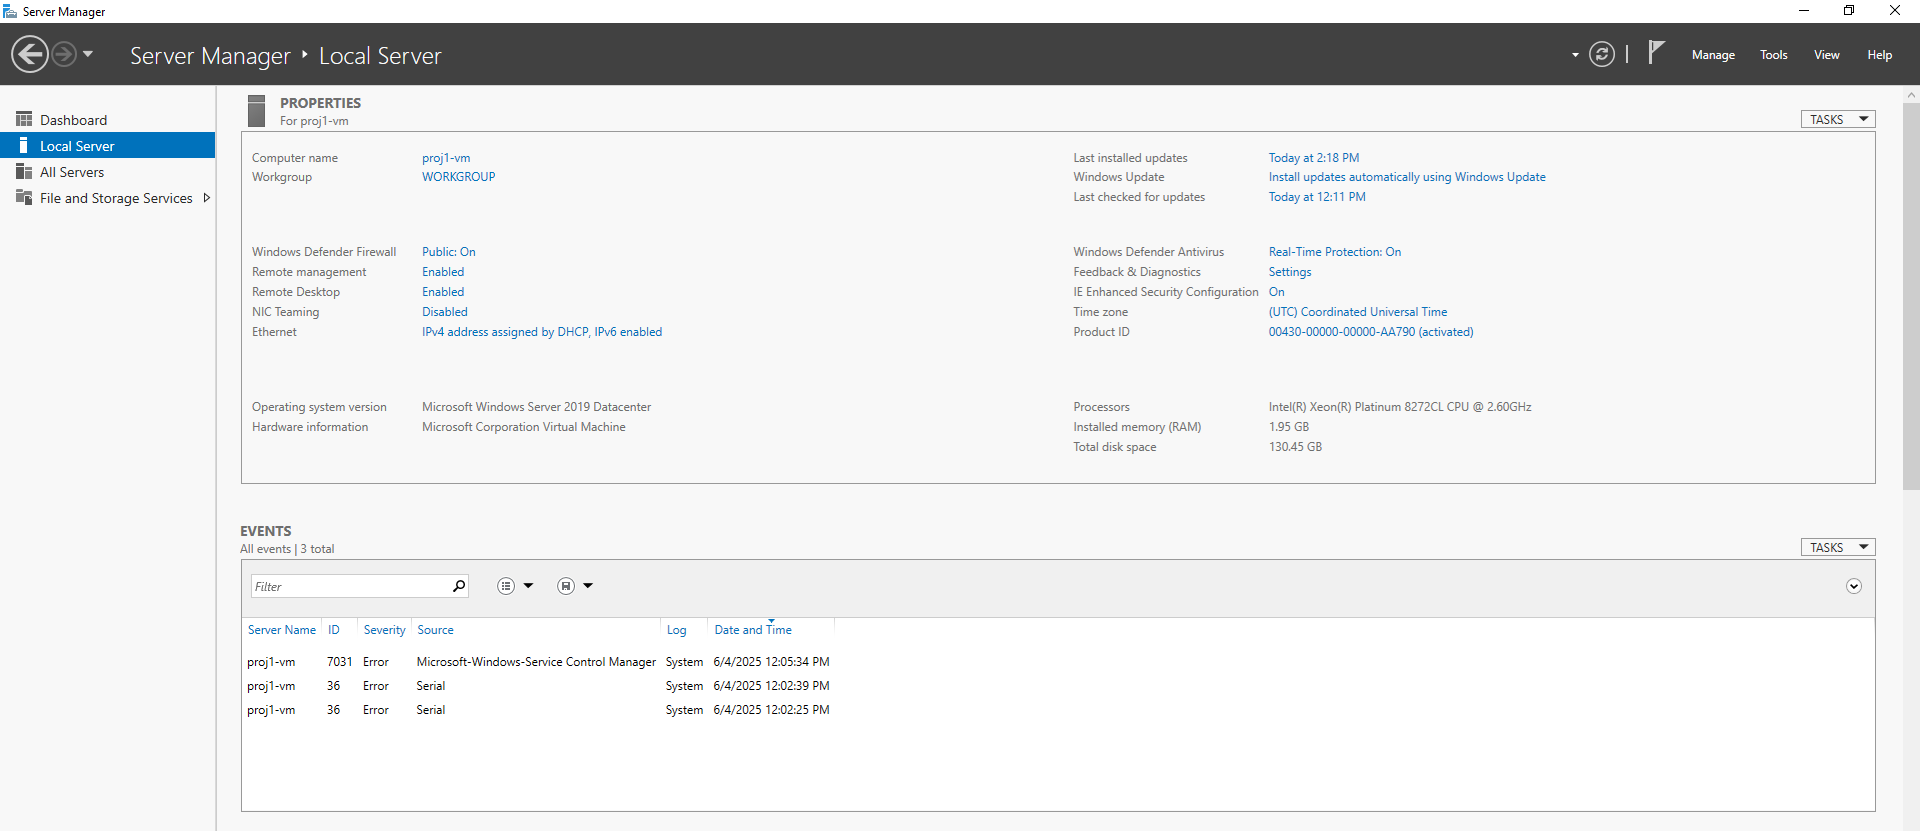 Server Manager
Server Manager ‣ Local Server
Manage Tools View Help
Dashboard
Local Server
All Servers
File and Storage Services
PROPERTIES
For proj1-vm
TASKS
Computer name proj1-vm
Workgroup WORKGROUP
Last installed updates Today at 2:18 PM
Windows Update Install updates automatically using Windows Update
Last checked for updates Today at 12:11 PM
Windows Defender Firewall Public: On
Remote management Enabled
Remote Desktop Enabled
NIC Teaming Disabled
Ethernet IPv4 address assigned by DHCP, IPv6 enabled
Windows Defender Antivirus Real-Time Protection: On
Feedback & Diagnostics Settings
IE Enhanced Security Configuration On
Time zone (UTC) Coordinated Universal Time
Product ID 00430-00000-00000-AA790 (activated)
Operating system version Microsoft Windows Server 2019 Datacenter
Hardware information Microsoft Corporation Virtual Machine
Processors Intel(R) Xeon(R) Platinum 8272CL CPU @ 2.60GHz
Installed memory (RAM) 1.95 GB
Total disk space 130.45 GB
EVENTS
All events | 3 total
TASKS
Filter
Server Name ID Severity Source Log Date and Time
proj1-vm 7031 Error Microsoft-Windows-Service Control Manager System 6/4/2025 12:05:34 PM
proj1-vm 36 Error Serial System 6/4/2025 12:02:39 PM
proj1-vm 36 Error Serial System 6/4/2025 12:02:25 PM